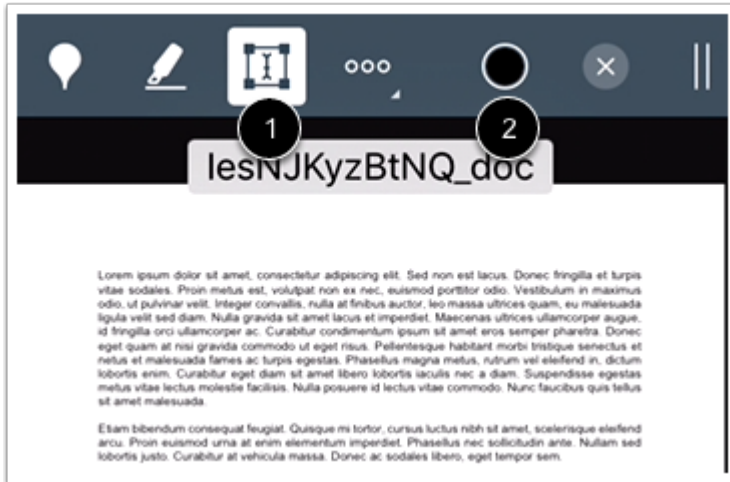 1
2
lesNJKyzBtNQ_doc
Lorem ipsum dolor sit amet, consectetur adipiscing elit. Sed non est lacus. Donec fringilla et turpis
vitae sodales. Proin metus est, volutpat non ex nec, euismod porttitor odio. Vestibulum in maximus
odio, ut pulvinar velit. Integer convallis, nulla at finibus auctor, leo massa ultrices quam, eu malesuada
ligula velit sed diam. Nulla gravida sit amet lacus et imperdiet. Maecenas ultrices ullamcorper augue,
id fringilla orci ullamcorper ac. Curabitur condimentum ipsum sit amet eros semper pharetra. Donec
eget quam at nisi gravida commodo ut eget risus. Pellentesque habitant morbi tristique senectus et
netus et malesuada fames ac turpis egestas. Phasellus magna metus, rutrum vel eleifend in, dictum
lobortis enim. Curabitur eget diam sit amet libero lobortis iaculis nec a diam. Suspendisse egestas
metus vitae lectus molestie facilisis. Nulla posuere id lectus vitae commodo. Nunc faucibus quis tellus
sit amet malesuada.
Etiam bibendum consequat feugiat. Quisque mi tortor, cursus luctus nibh sit amet, scelerisque eleifend
arcu. Proin euismod urna at enim elementum imperdiet. Phasellus nec sollicitudin ante. Nullam sed
lobortis justo. Curabitur at vehicula massa. Donec ac sodales libero, eget tempor sem.